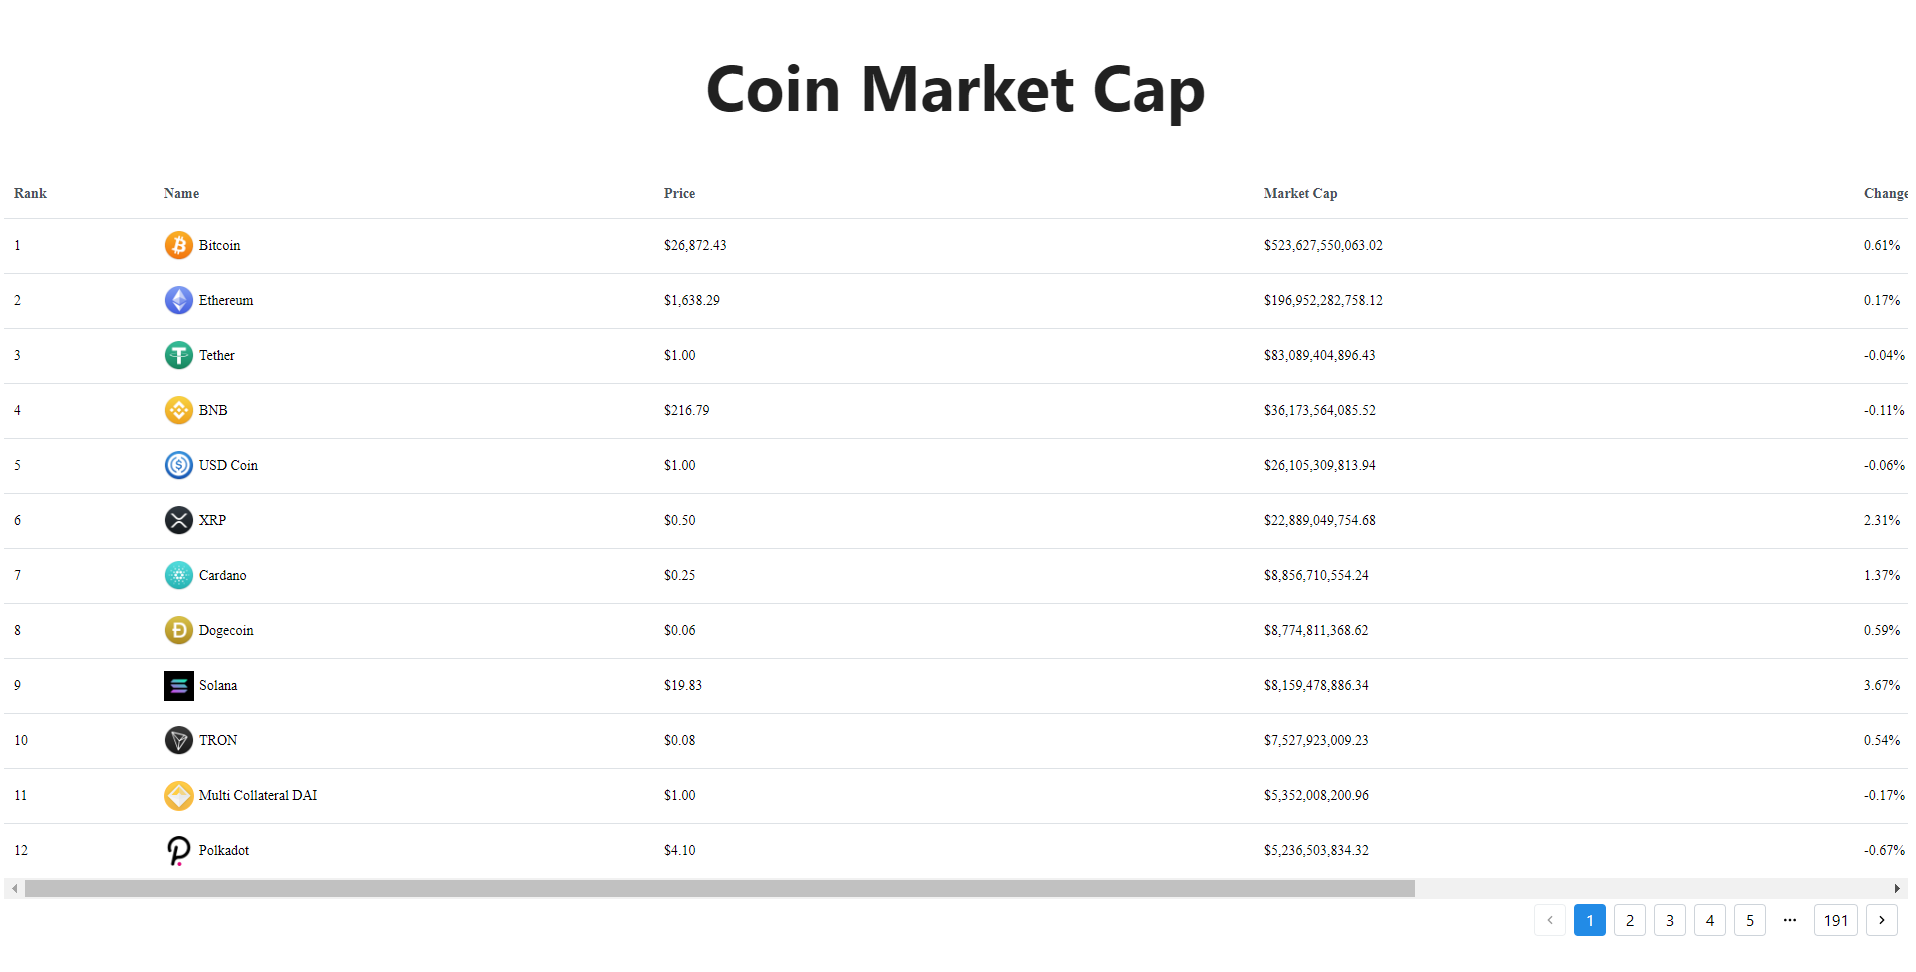 Coin Market Cap
Rank Name Price Market Cap Change
1 Bitcoin $26,872.43 $523,627,550,063.02 0.61%
2 Ethereum $1,638.29 $196,952,282,758.12 0.17%
3 Tether $1.00 $83,089,404,896.43 -0.04%
4 BNB $216.79 $36,173,564,085.52 -0.11%
5 USD Coin $1.00 $26,105,309,813.94 -0.06%
6 XRP $0.50 $22,889,049,754.68 2.31%
7 Cardano $0.25 $8,856,710,554.24 1.37%
8 Dogecoin $0.06 $8,774,811,368.62 0.59%
9 Solana $19.83 $8,159,478,886.34 3.67%
10 TRON $0.08 $7,527,923,009.23 0.54%
11 Multi Collateral DAI $1.00 $5,352,008,200.96 -0.17%
12 Polkadot $4.10 $5,236,503,834.32 -0.67%
1 2 3 4 5 ••• 191